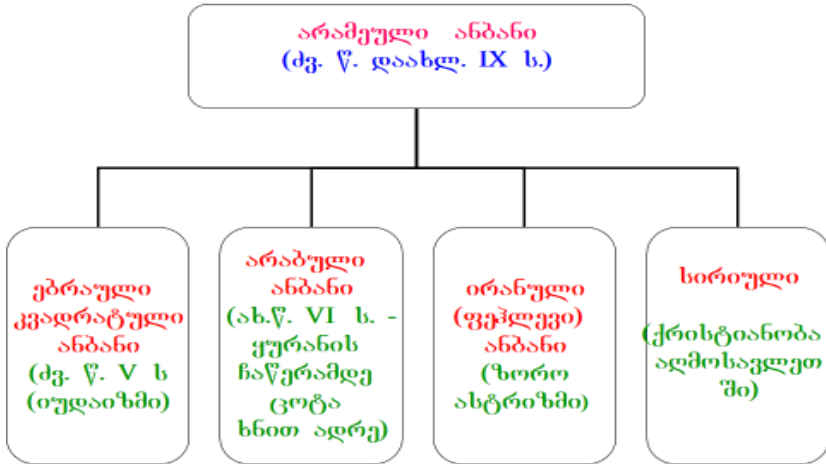 არამეული ანბანი
(ძვ. წ. დაახლ. IX ს.)
ებრაული
კვადრატული
ანბანი
(ძვ. წ. V ს
(იუდაიზმი)
არაბული
ანბანი
(ახ.წ. VI ს. -
ყურანის
ჩაწერამდე
ცოტა
ხნით ადრე)
ირანული
(ფეჰლევი)
ანბანი
(ზორო
ასტრიზმი)
სირიული
(ქრისტიანობა
აღმოსავლეთ
ში)